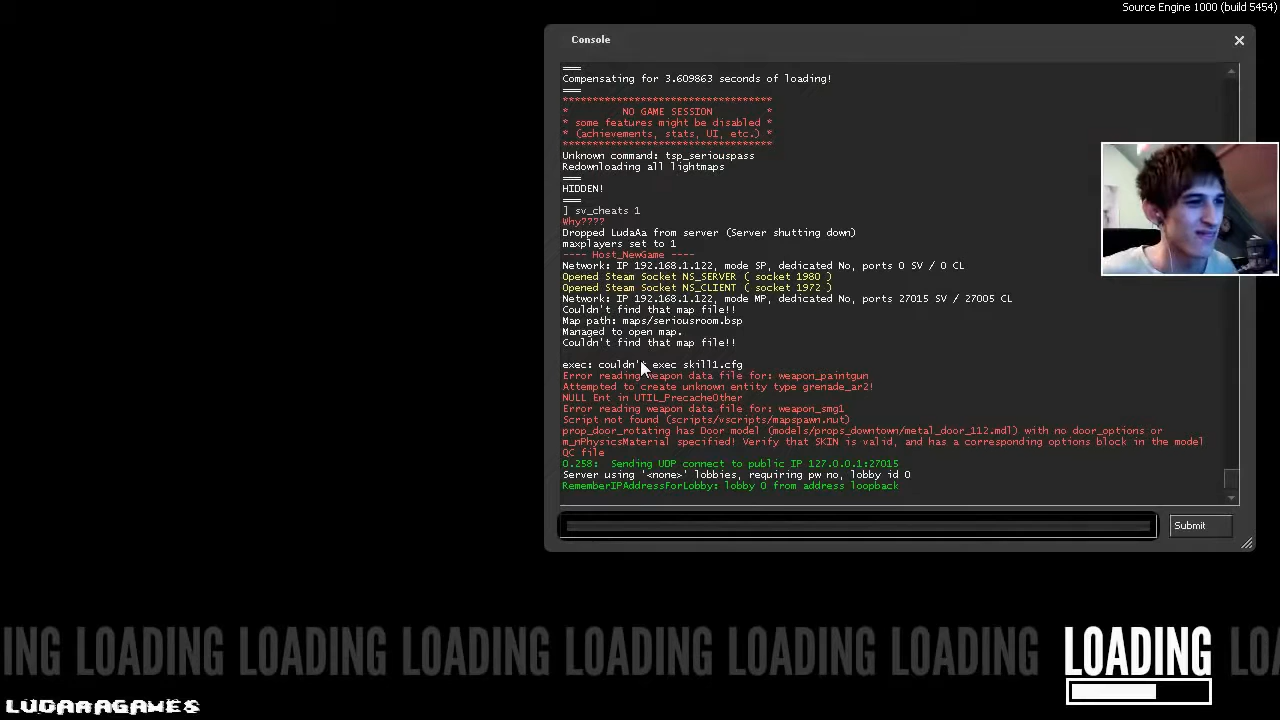 Source Engine 1000 (build 5454)
Console
===
Compensating for 3.609863 seconds of loading!
===
***********************************
* NO GAME SESSION *
* some features might be disabled *
* (achievements, stats, UI, etc.) *
***********************************
Unknown command: tsp_seriouspass
Redownloading all lightmaps
===
HIDDEN!
===
] sv_cheats 1
Why????
Dropped LudaAa from server (Server shutting down)
maxplayers set to 1
---- Host_NewGame ----
Network: IP 192.168.1.122, mode SP, dedicated No, ports 0 SV / 0 CL
Opened Steam Socket NS_SERVER ( socket 1980 )
Opened Steam Socket NS_CLIENT ( socket 1972 )
Network: IP 192.168.1.122, mode MP, dedicated No, ports 27015 SV / 27005 CL
Couldn't find that map file!!
Map path: maps/seriousroom.bsp
Managed to open map.
Couldn't find that map file!!
exec: couldn't exec skill1.cfg
Error reading weapon data file for: weapon_paintgun
Attempted to create unknown entity type grenade_ar2!
NULL Ent in UTIL_PrecacheOther
Error reading weapon data file for: weapon_smg1
Script not found (scripts/vscripts/mapspawn.nut)
prop_door_rotating has Door model (models/props_downtown/metal_door_112.mdl) with no door_options or
m_nPhysicsMaterial specified! Verify that SKIN is valid, and has a corresponding options block in the model
QC file
0.258: Sending UDP connect to public IP 127.0.0.1:27015
Server using '<none>' lobbies, requiring pw no, lobby id 0
RememberIPAddressForLobby: lobby 0 from address loopback
Submit
ING LOADING LOADING LOADING LOADING LOADING LOADING LOADING LO
LUDAAAGAMES